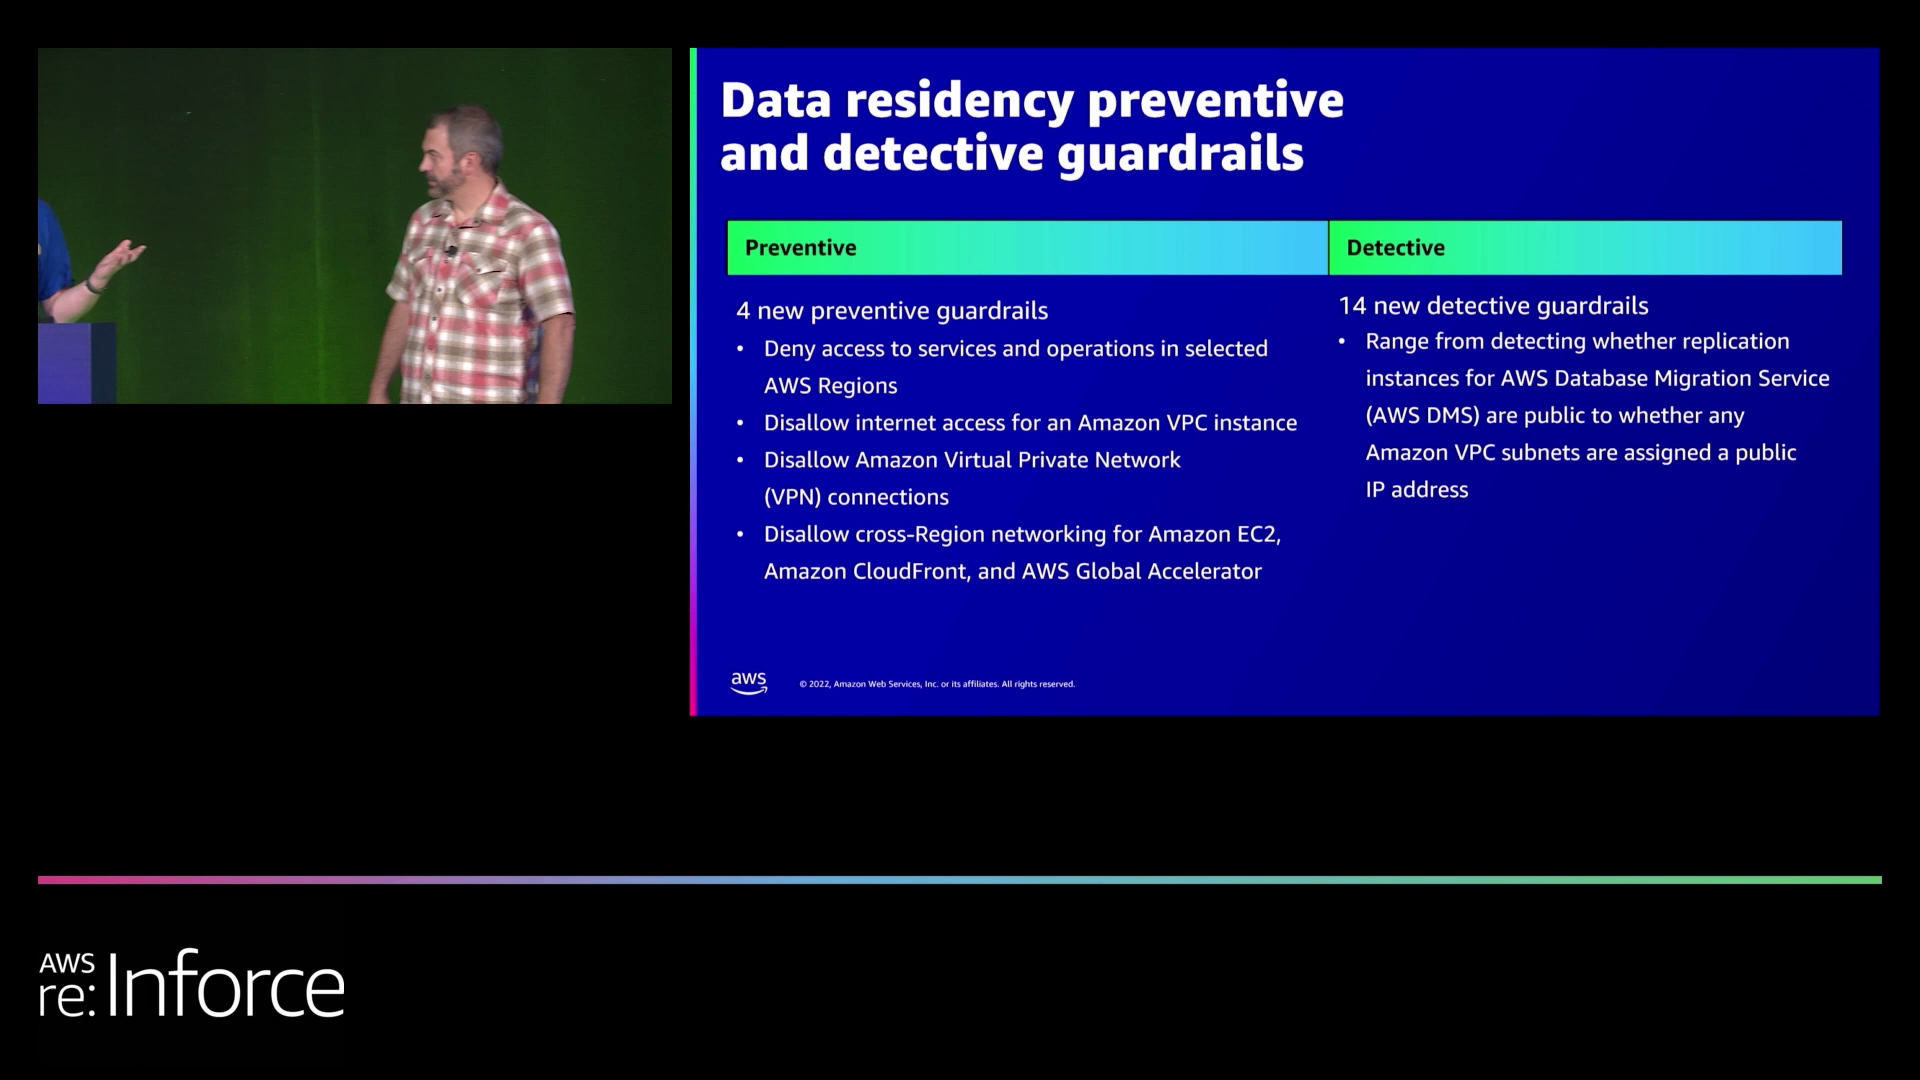 Data residency preventive
and detective guardrails
Preventive
4 new preventive guardrails
• Deny access to services and operations in selected
AWS Regions
• Disallow internet access for an Amazon VPC instance
• Disallow Amazon Virtual Private Network
(VPN) connections
• Disallow cross-Region networking for Amazon EC2,
Amazon CloudFront, and AWS Global Accelerator
Detective
14 new detective guardrails
• Range from detecting whether replication
instances for AWS Database Migration Service
(AWS DMS) are public to whether any
Amazon VPC subnets are assigned a public
IP address
aws
© 2022, Amazon Web Services, Inc. or its affiliates. All rights reserved.
AWS
re:Inforce